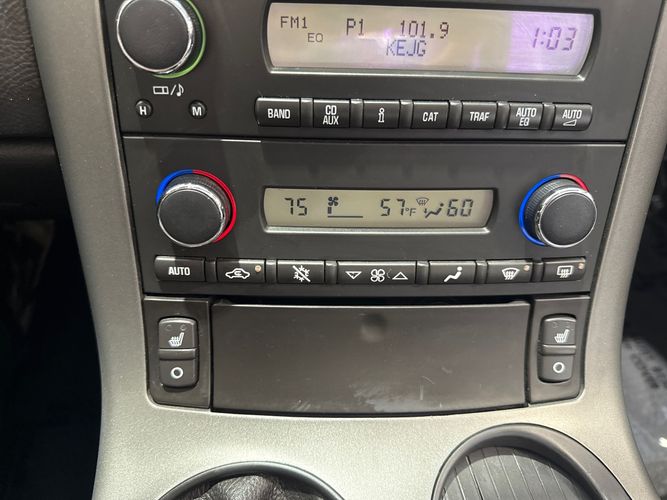 FM1 P1 101.9 1:03
EQ KEJG
H M
BAND CD AUX i CAT TRAF AUTO EQ AUTO
75 57°F 60
AUTO
O O